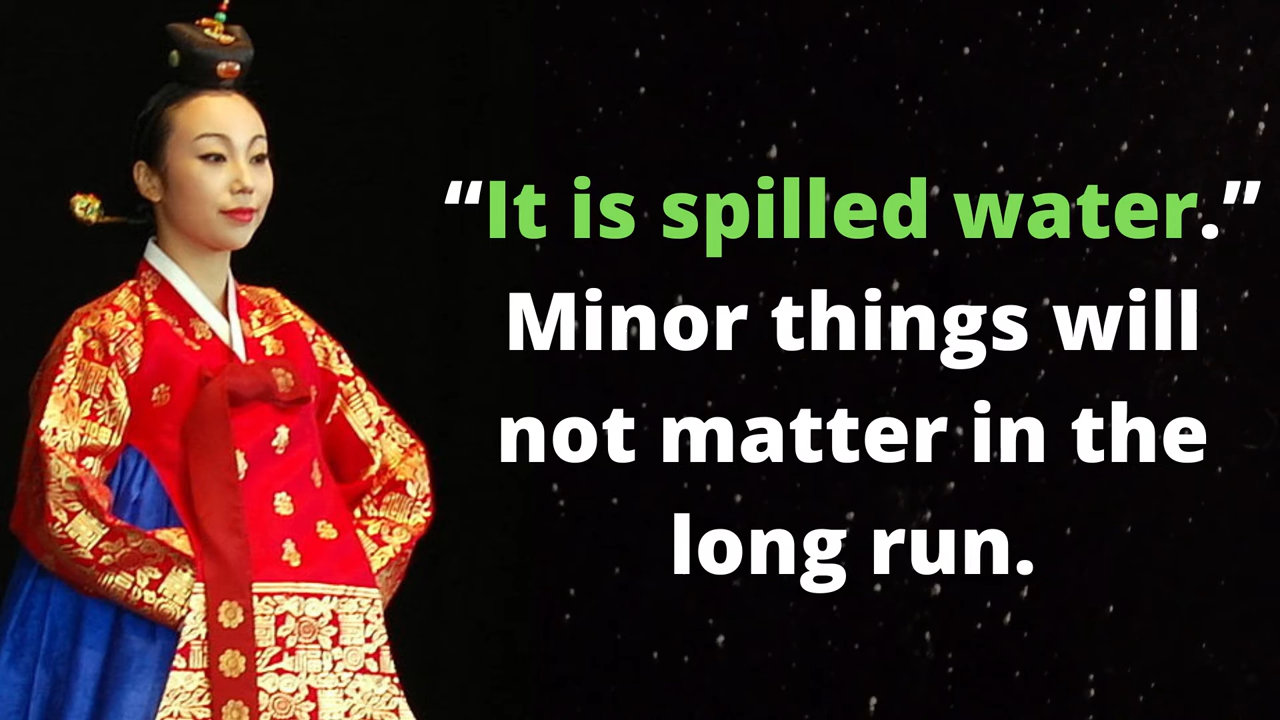 “It is spilled water.”
Minor things will
not matter in the
long run.